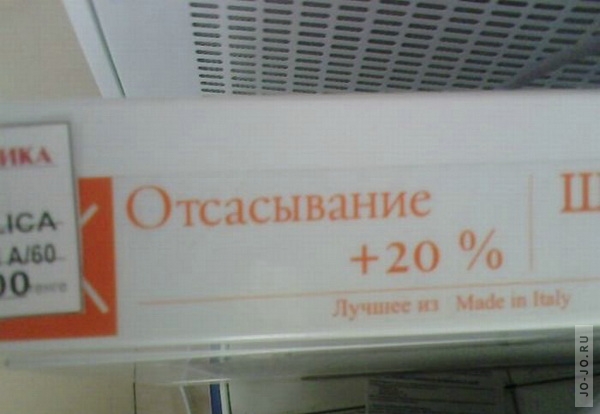 ИКА
LICA
A/60
00
Отсасывание
+20 %
Ш
Лучшее из Made in Italy
JO-JO.RU